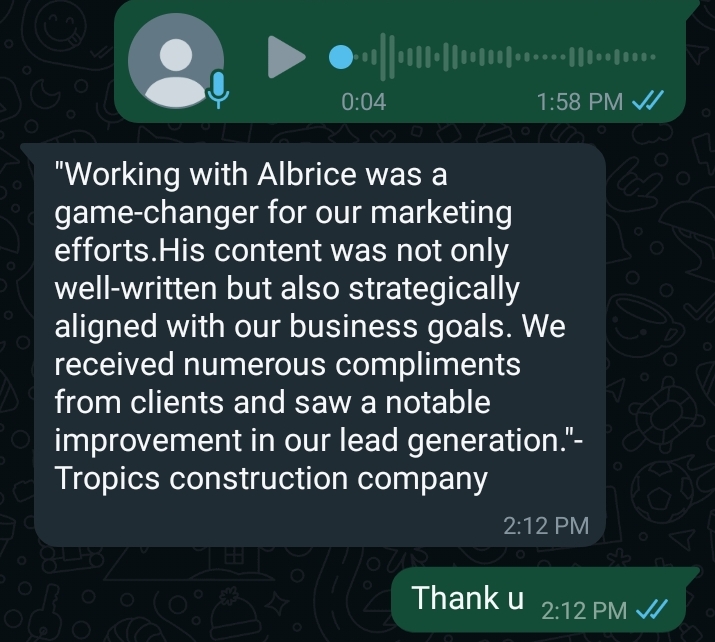 0:04 1:58 PM
"Working with Albrice was a
game-changer for our marketing
efforts.His content was not only
well-written but also strategically
aligned with our business goals. We
received numerous compliments
from clients and saw a notable
improvement in our lead generation."-
Tropics construction company
2:12 PM
Thank u 2:12 PM